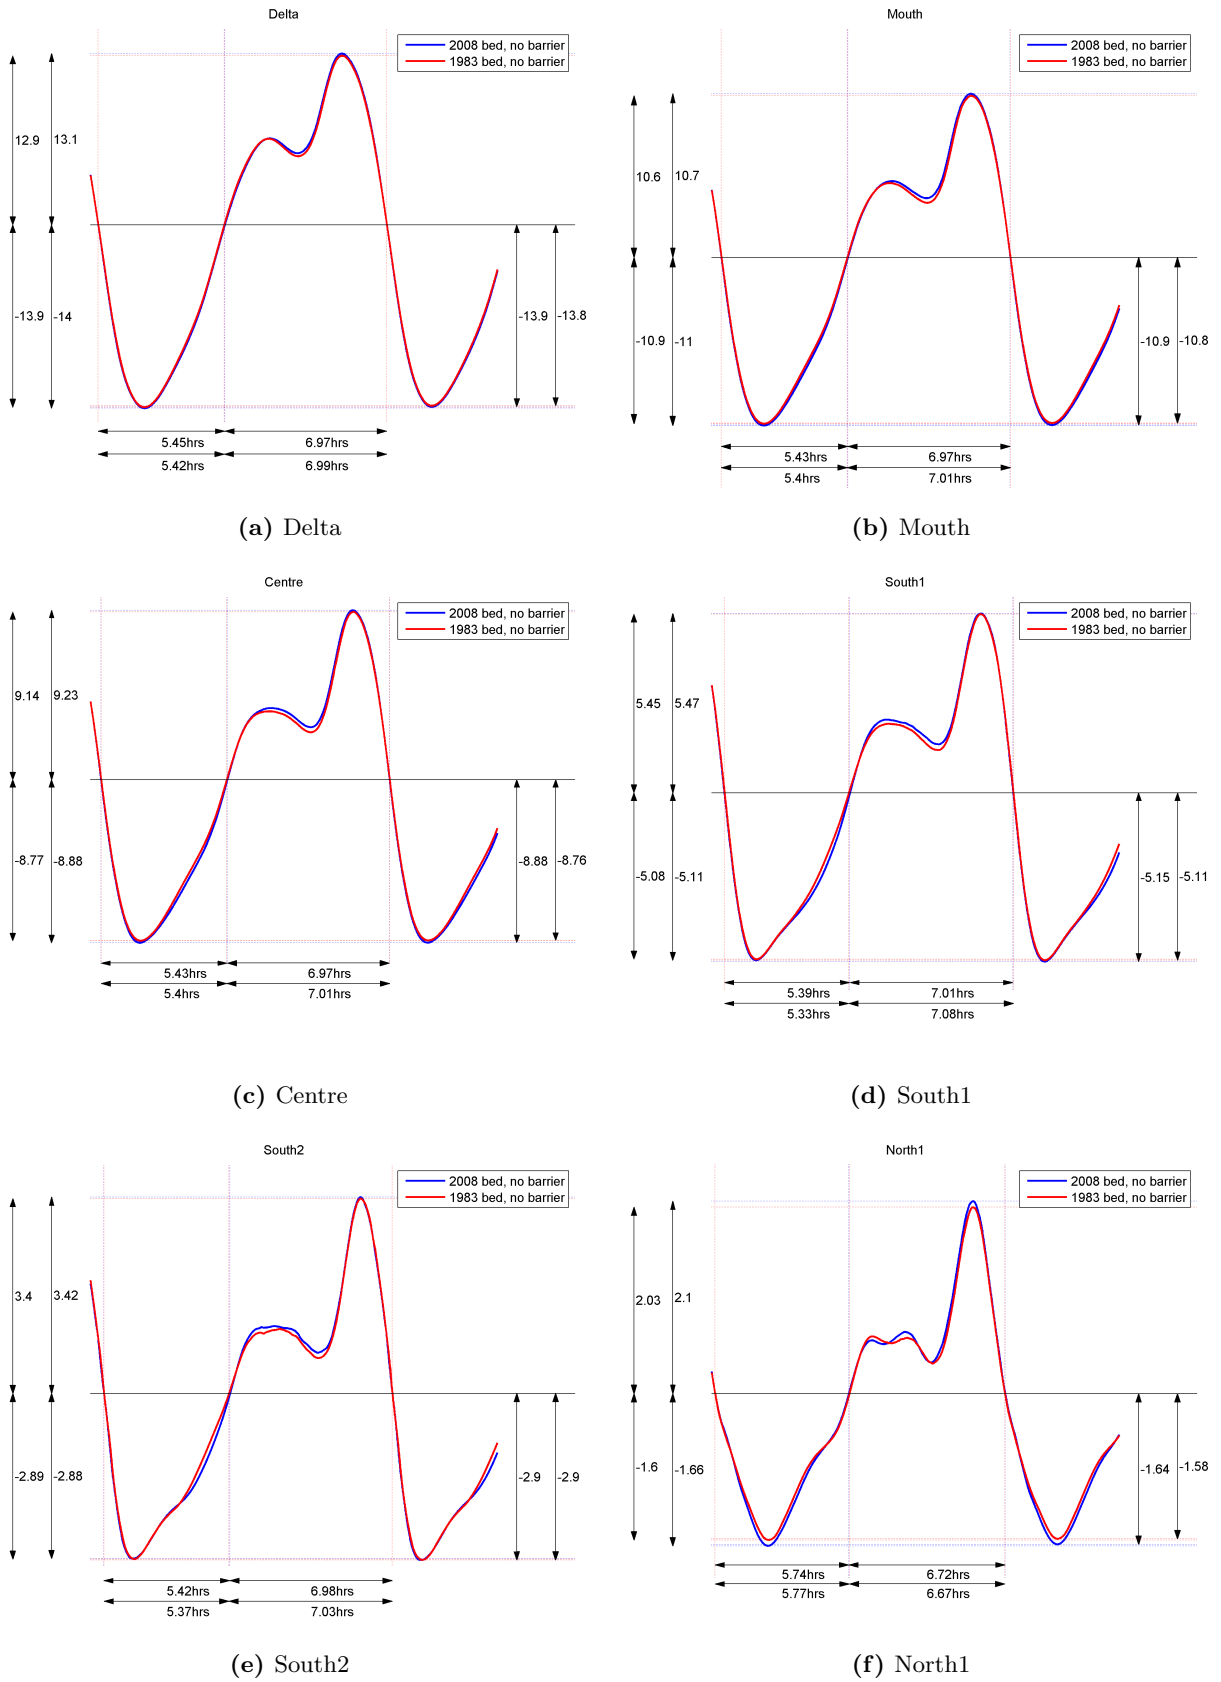 Delta
2008 bed, no barrier
1983 bed, no barrier
12.9
13.1
-13.9
-14
-13.9
-13.8
5.45hrs
6.97hrs
5.42hrs
6.99hrs
(a) Delta
Mouth
2008 bed, no barrier
1983 bed, no barrier
10.6
10.7
-10.9
-11
-10.9
-10.8
5.43hrs
6.97hrs
5.4hrs
7.01hrs
(b) Mouth
Centre
2008 bed, no barrier
1983 bed, no barrier
9.14
9.23
-8.77
-8.88
-8.88
-8.76
5.43hrs
6.97hrs
5.4hrs
7.01hrs
(c) Centre
South1
2008 bed, no barrier
1983 bed, no barrier
5.45
5.47
-5.08
-5.11
-5.15
-5.11
5.39hrs
7.01hrs
5.33hrs
7.08hrs
(d) South1
South2
2008 bed, no barrier
1983 bed, no barrier
3.4
3.42
-2.89
-2.88
-2.9
-2.9
5.42hrs
6.98hrs
5.37hrs
7.03hrs
(e) South2
North1
2008 bed, no barrier
1983 bed, no barrier
2.03
2.1
-1.6
-1.66
-1.64
-1.58
5.74hrs
6.72hrs
5.77hrs
6.67hrs
(f) North1